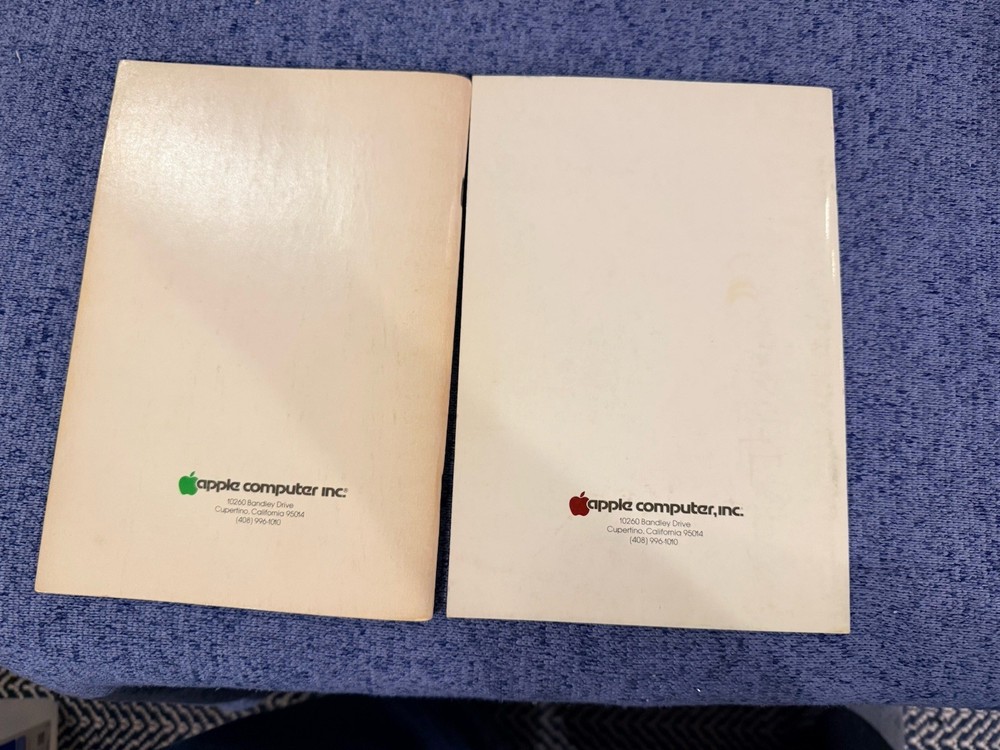 apple computer inc.®
10260 Bandley Drive
Cupertino, California 95014
(408) 996-1010
apple computer, inc.
10260 Bandley Drive
Cupertino, California 95014
(408) 996-1010